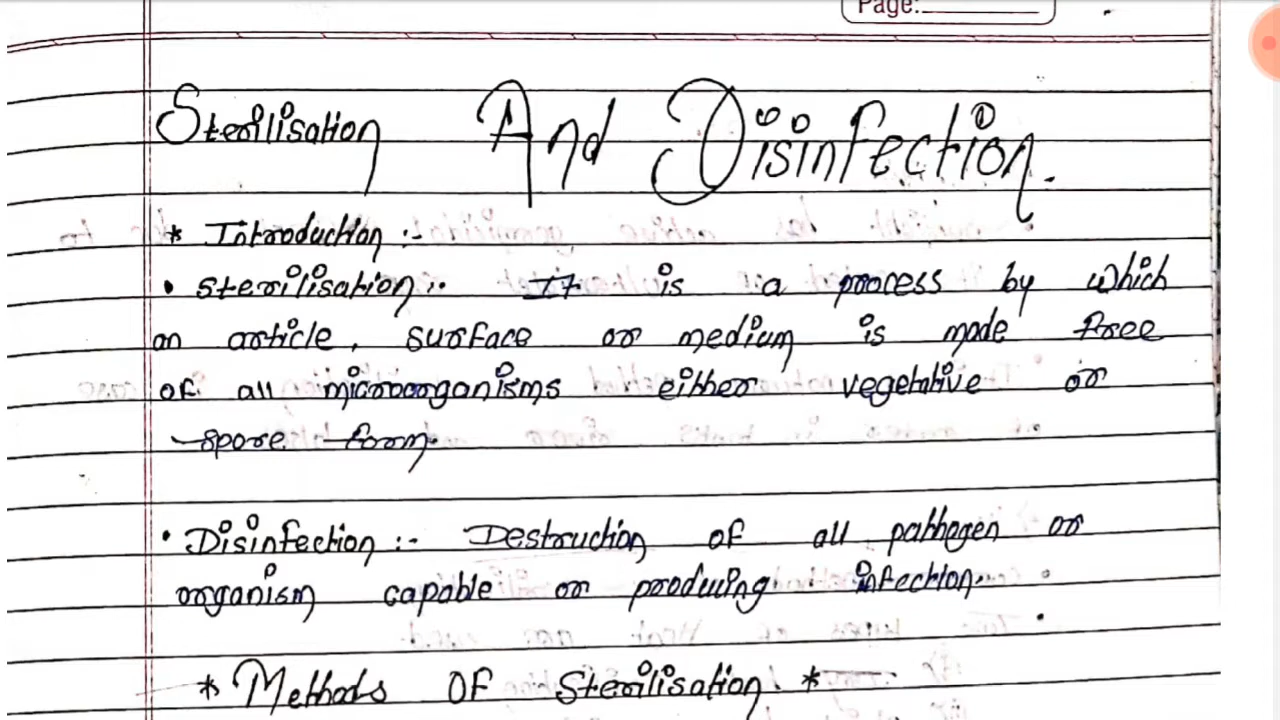 Page:
Sterilisation And Disinfection.
* Introduction :-
• Sterilisation :- It is a process by which
an article, surface or medium is made free
of all microorganisms either vegetative or
spore form.
• Disinfection :- Destruction of all pathogen or
organism capable or producing infection.
* Methods OF Sterilisation. *